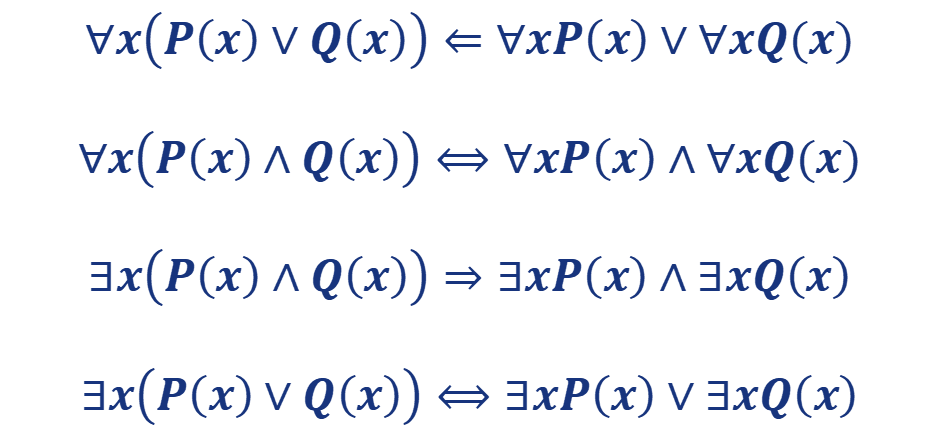 ∀x(P(x) ∨ Q(x)) ⇐ ∀xP(x) ∨ ∀xQ(x)
∀x(P(x) ∧ Q(x)) ⟺ ∀xP(x) ∧ ∀xQ(x)
∃x(P(x) ∧ Q(x)) ⇒ ∃xP(x) ∧ ∃xQ(x)
∃x(P(x) ∨ Q(x)) ⟺ ∃xP(x) ∨ ∃xQ(x)